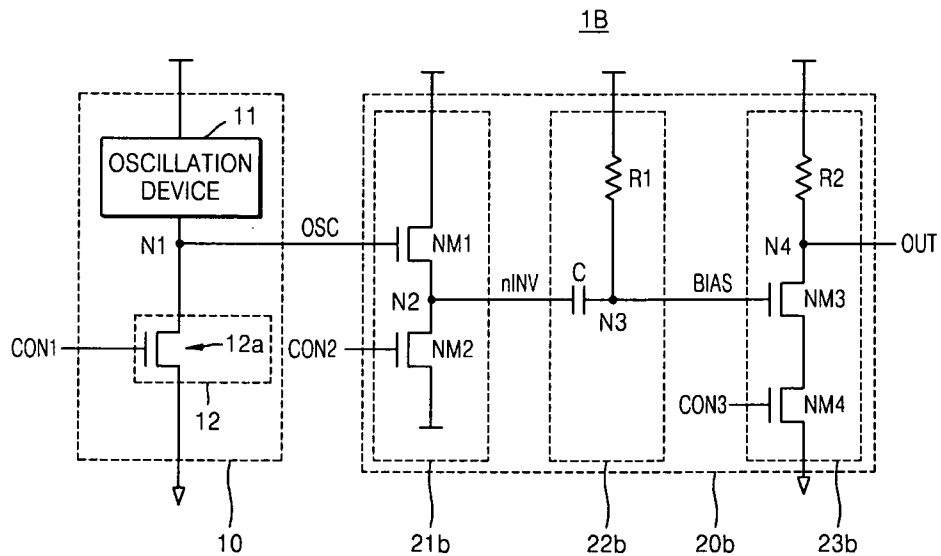 1B
11
OSCILLATION
DEVICE
R1
R2
N1
OSC
NM1
N4
OUT
N2
nINV
C
N3
BIAS
NM3
CON1
12a
CON2
NM2
12
CON3
NM4
10
21b
22b
20b
23b